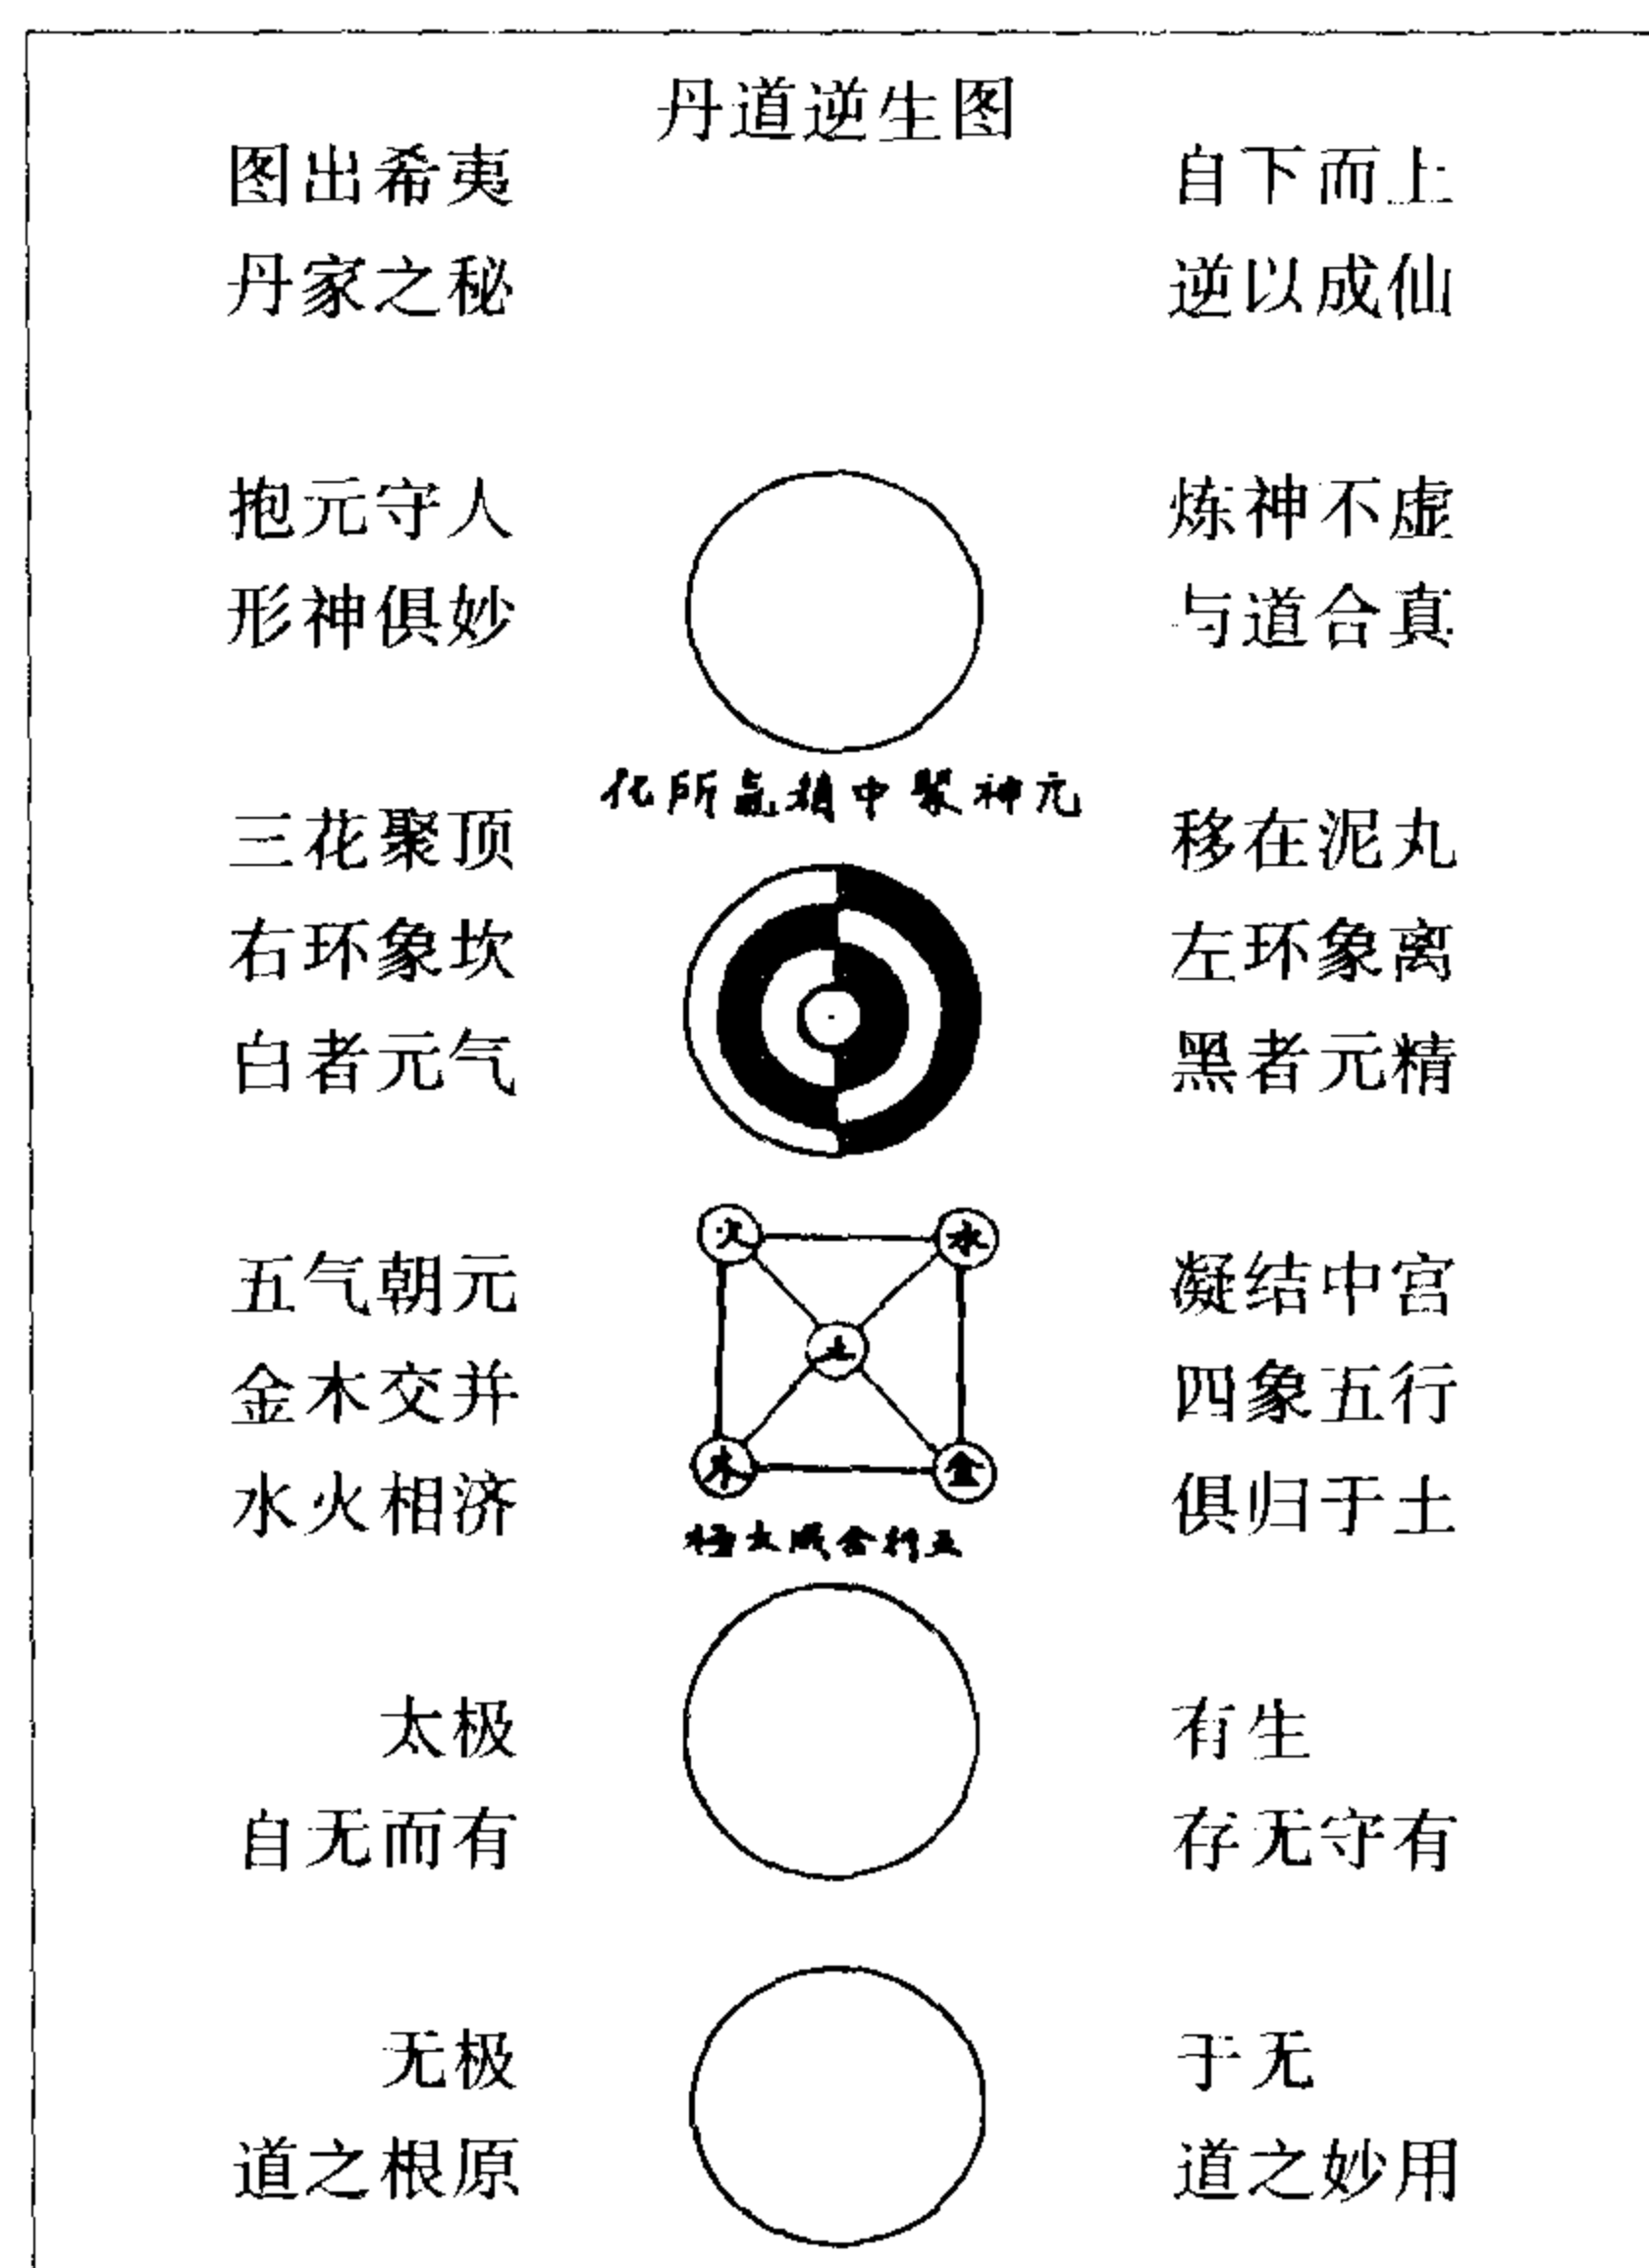 丹道逆生图
图出希夷 自下而上
丹家之秘 逆以成仙
抱元守人 炼神不虚
形神俱妙 与道合真
元神聚中精氣所化
三花聚顶 移在泥丸
右环象坎 左环象离
白者元气 黑者元精
火 水
五气朝元 凝结中宫
土
金木交并 四象五行
木 金
水火相济 俱归于土
五行合成太極
太极 有生
自无而有 存无守有
无极 于无
道之根原 道之妙用